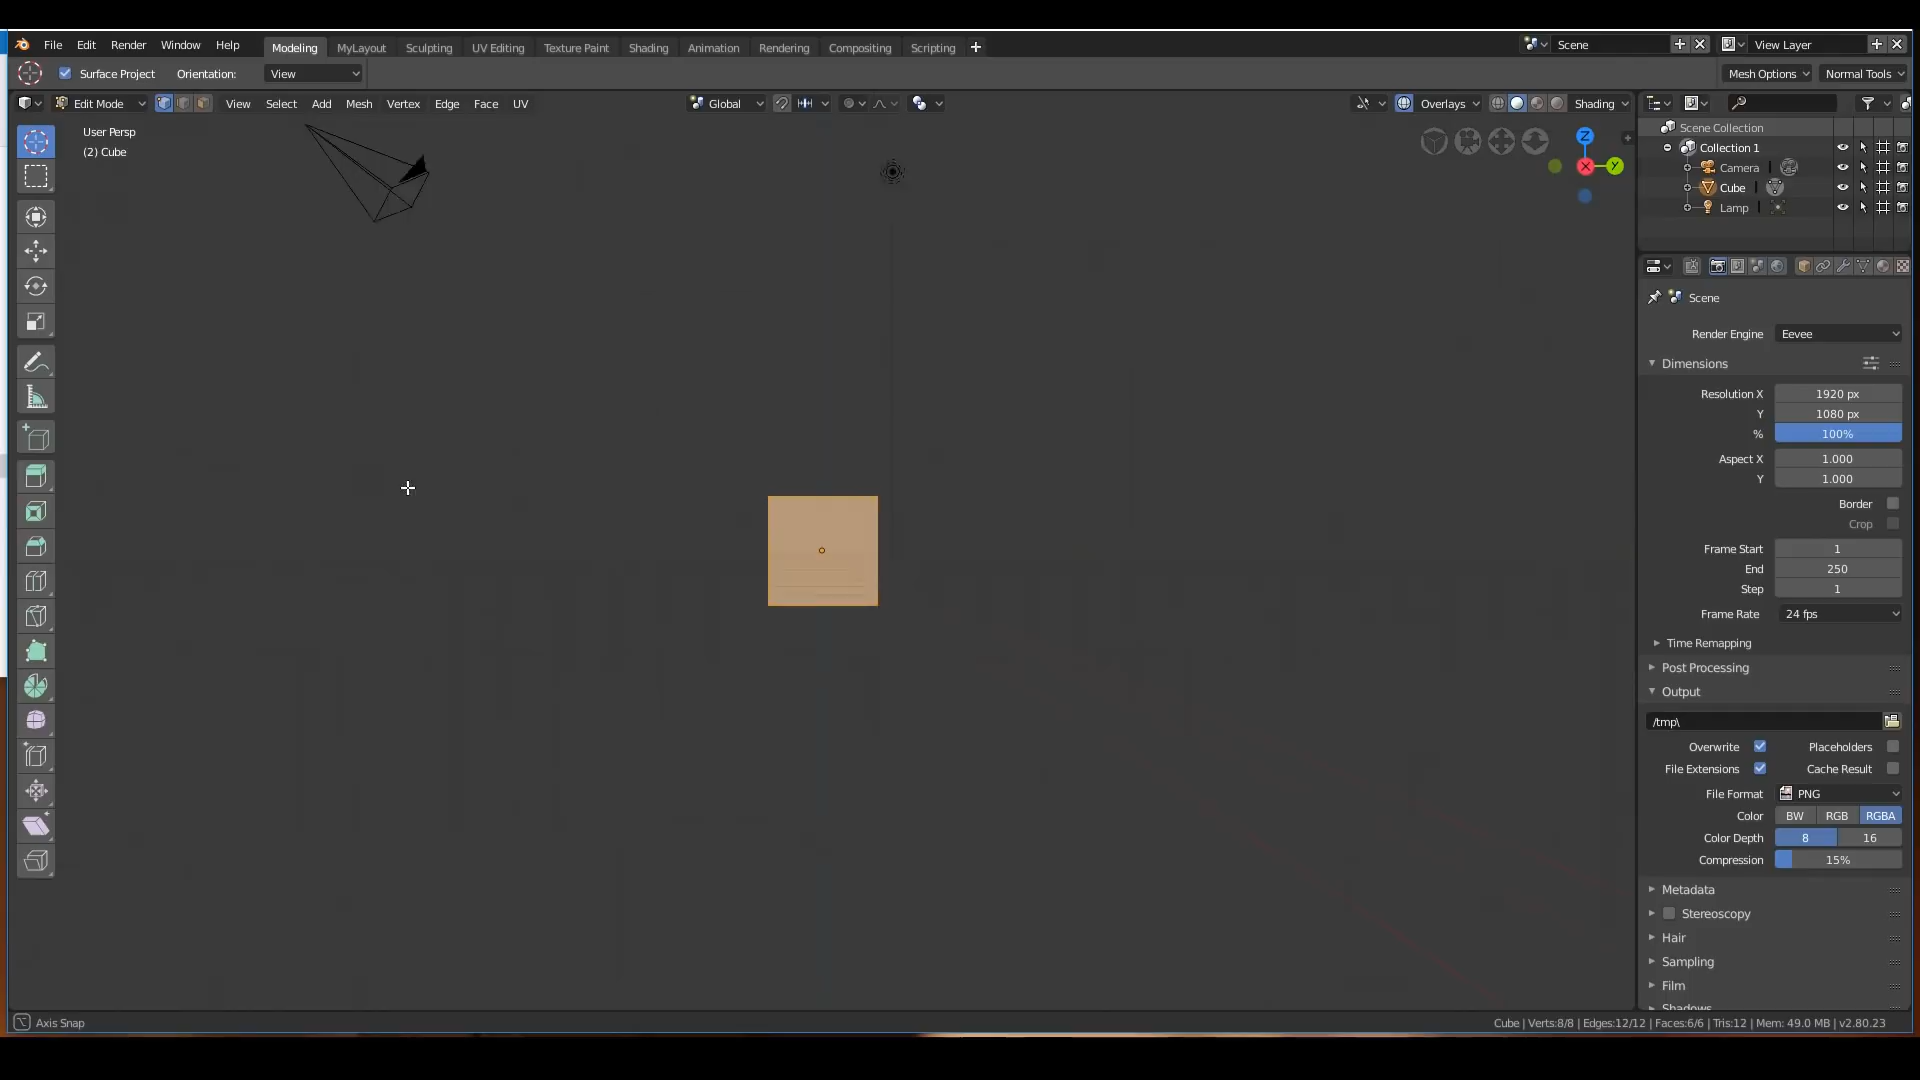 File Edit Render Window Help Modeling MyLayout Sculpting UV Editing Texture Paint Shading Animation Rendering Compositing Scripting + Scene View Layer
Surface Project Orientation: View Mesh Options Normal Tools
Edit Mode View Select Add Mesh Vertex Edge Face UV Global Overlays Shading
User Persp
(2) Cube
Z
X
Y
Scene Collection
Collection 1
Camera
Cube
Lamp
Scene
Render Engine Eevee
Dimensions
Resolution X 1920 px
Y 1080 px
% 100%
Aspect X 1.000
Y 1.000
Border
Crop
Frame Start 1
End 250
Step 1
Frame Rate 24 fps
Time Remapping
Post Processing
Output
/tmp\
Overwrite Placeholders
File Extensions Cache Result
File Format PNG
Color BW RGB RGBA
Color Depth 8 16
Compression 15%
Metadata
Stereoscopy
Hair
Sampling
Film
Shadows
Axis Snap
Cube | Verts:8/8 | Edges:12/12 | Faces:6/6 | Tris:12 | Mem: 49.0 MB | v2.80.23